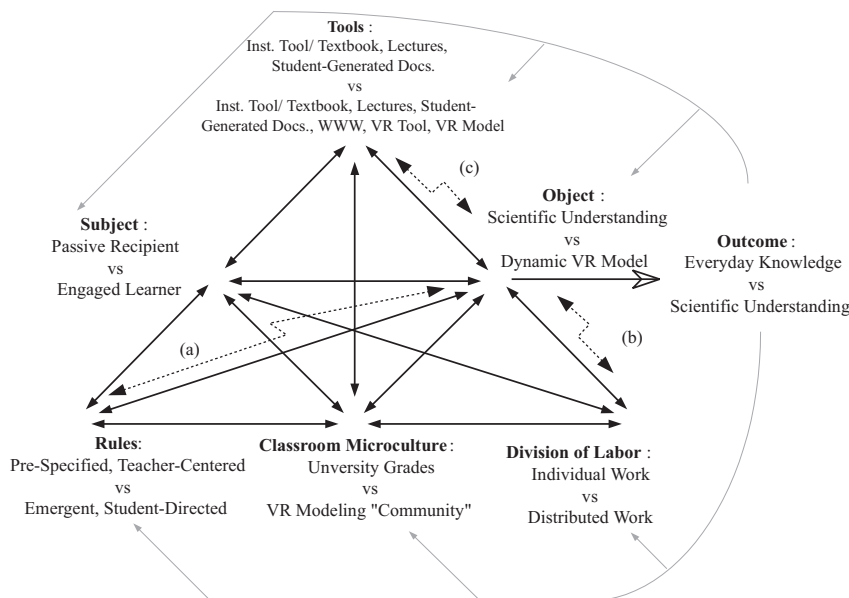 Tools :
Inst. Tool/ Textbook, Lectures,
Student-Generated Docs.
vs
Inst. Tool/ Textbook, Lectures, Student-
Generated Docs., WWW, VR Tool, VR Model
(c)
Object :
Scientific Understanding
vs
Dynamic VR Model
Subject :
Passive Recipient
vs
Engaged Learner
Outcome :
Everyday Knowledge
vs
Scientific Understanding
(a)
(b)
Rules:
Pre-Specified, Teacher-Centered
vs
Emergent, Student-Directed
Classroom Microculture :
Unversity Grades
vs
VR Modeling "Community"
Division of Labor :
Individual Work
vs
Distributed Work